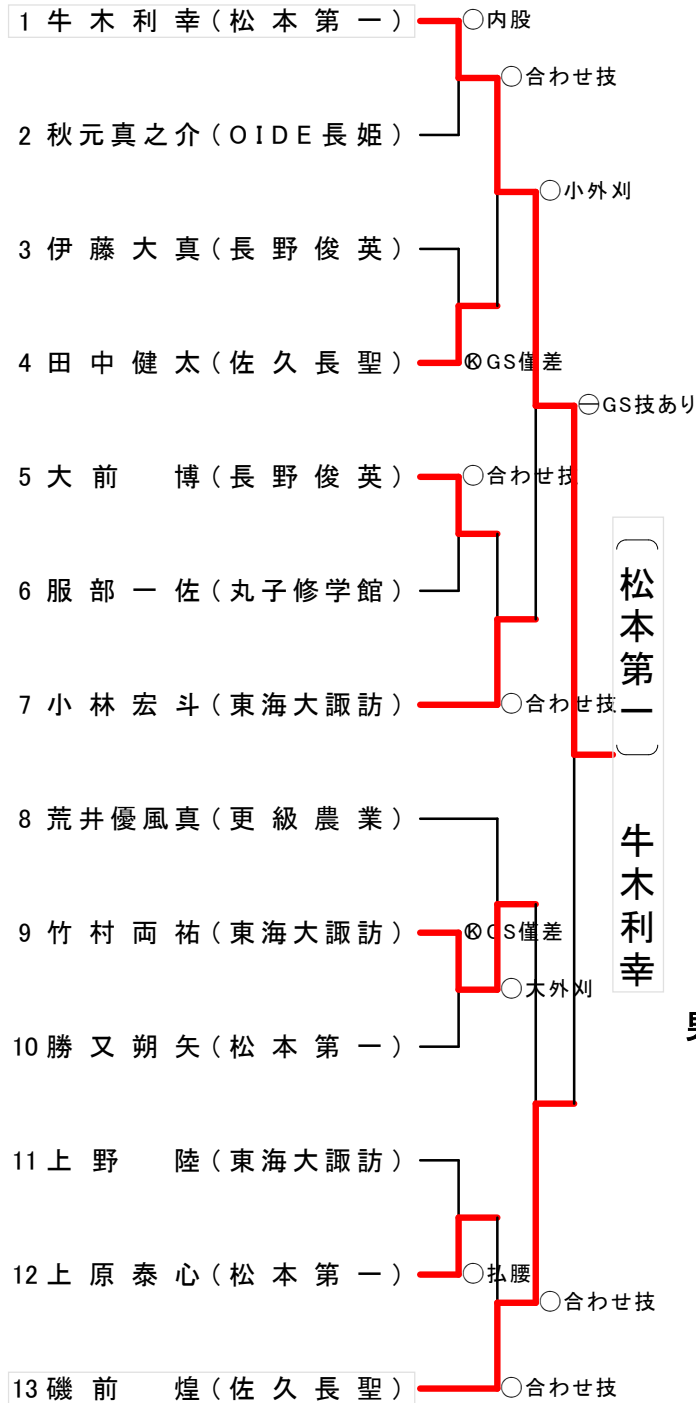 1 牛木利幸(松本第一) ○内股
○合わせ技
2 秋元真之介(OIDE長姫)
○小外刈
3 伊藤大真(長野俊英)
4 田中健太(佐久長聖) ⓀGS僅差
㊀GS技あり
5 大前 博(長野俊英) ○合わせ技
6 服部一佐(丸子修学館)
7 小林宏斗(東海大諏訪) ○合わせ技
(松本第一) 牛木利幸
8 荒井優風真(更級農業)
9 竹村両祐(東海大諏訪) ⓀGS僅差
○大外刈
10 勝又朔矢(松本第一)
11 上野 陸(東海大諏訪)
12 上原泰心(松本第一) ○払腰
○合わせ技
13 磯前 煌(佐久長聖) ○合わせ技